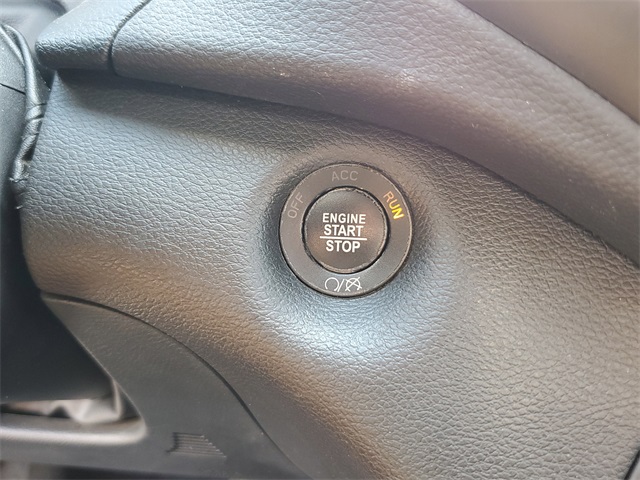 OFF
ACC
RUN
ENGINE
START
STOP